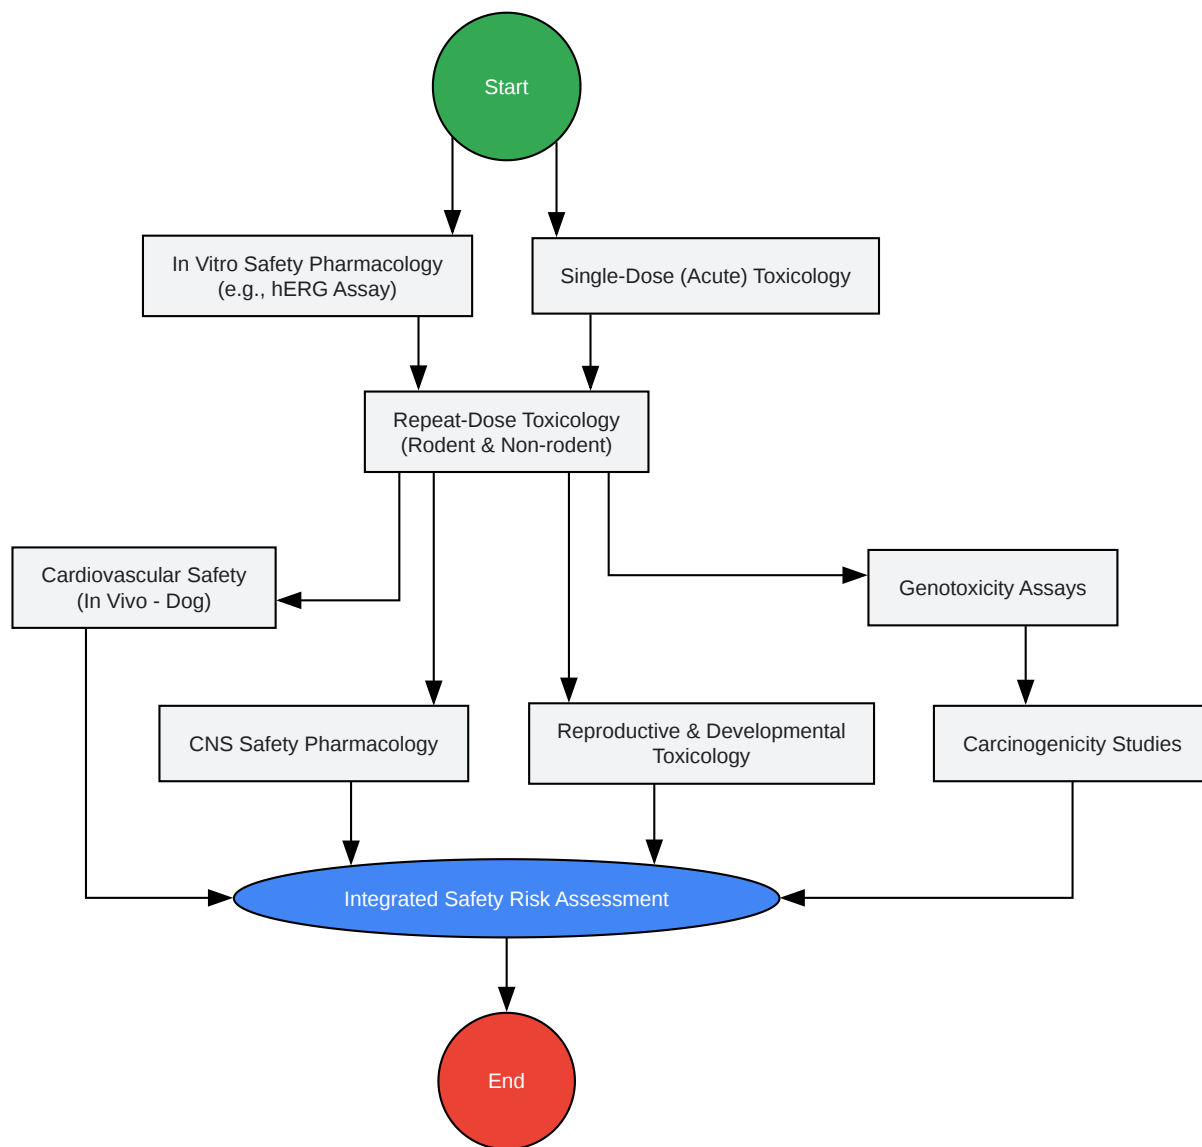 Start
In Vitro Safety Pharmacology
(e.g., hERG Assay)
Single-Dose (Acute) Toxicology
Repeat-Dose Toxicology
(Rodent & Non-rodent)
Cardiovascular Safety
(In Vivo - Dog)
Genotoxicity Assays
CNS Safety Pharmacology
Reproductive & Developmental
Toxicology
Carcinogenicity Studies
Integrated Safety Risk Assessment
End